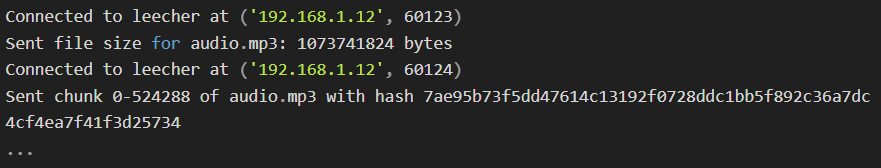 Connected to leecher at ('192.168.1.12', 60123)
Sent file size for audio.mp3: 1073741824 bytes
Connected to leecher at ('192.168.1.12', 60124)
Sent chunk 0-524288 of audio.mp3 with hash 7ae95b73f5dd47614c13192f0728ddc1bb5f892c36a7dc
4cf4ea7f41f3d25734
...